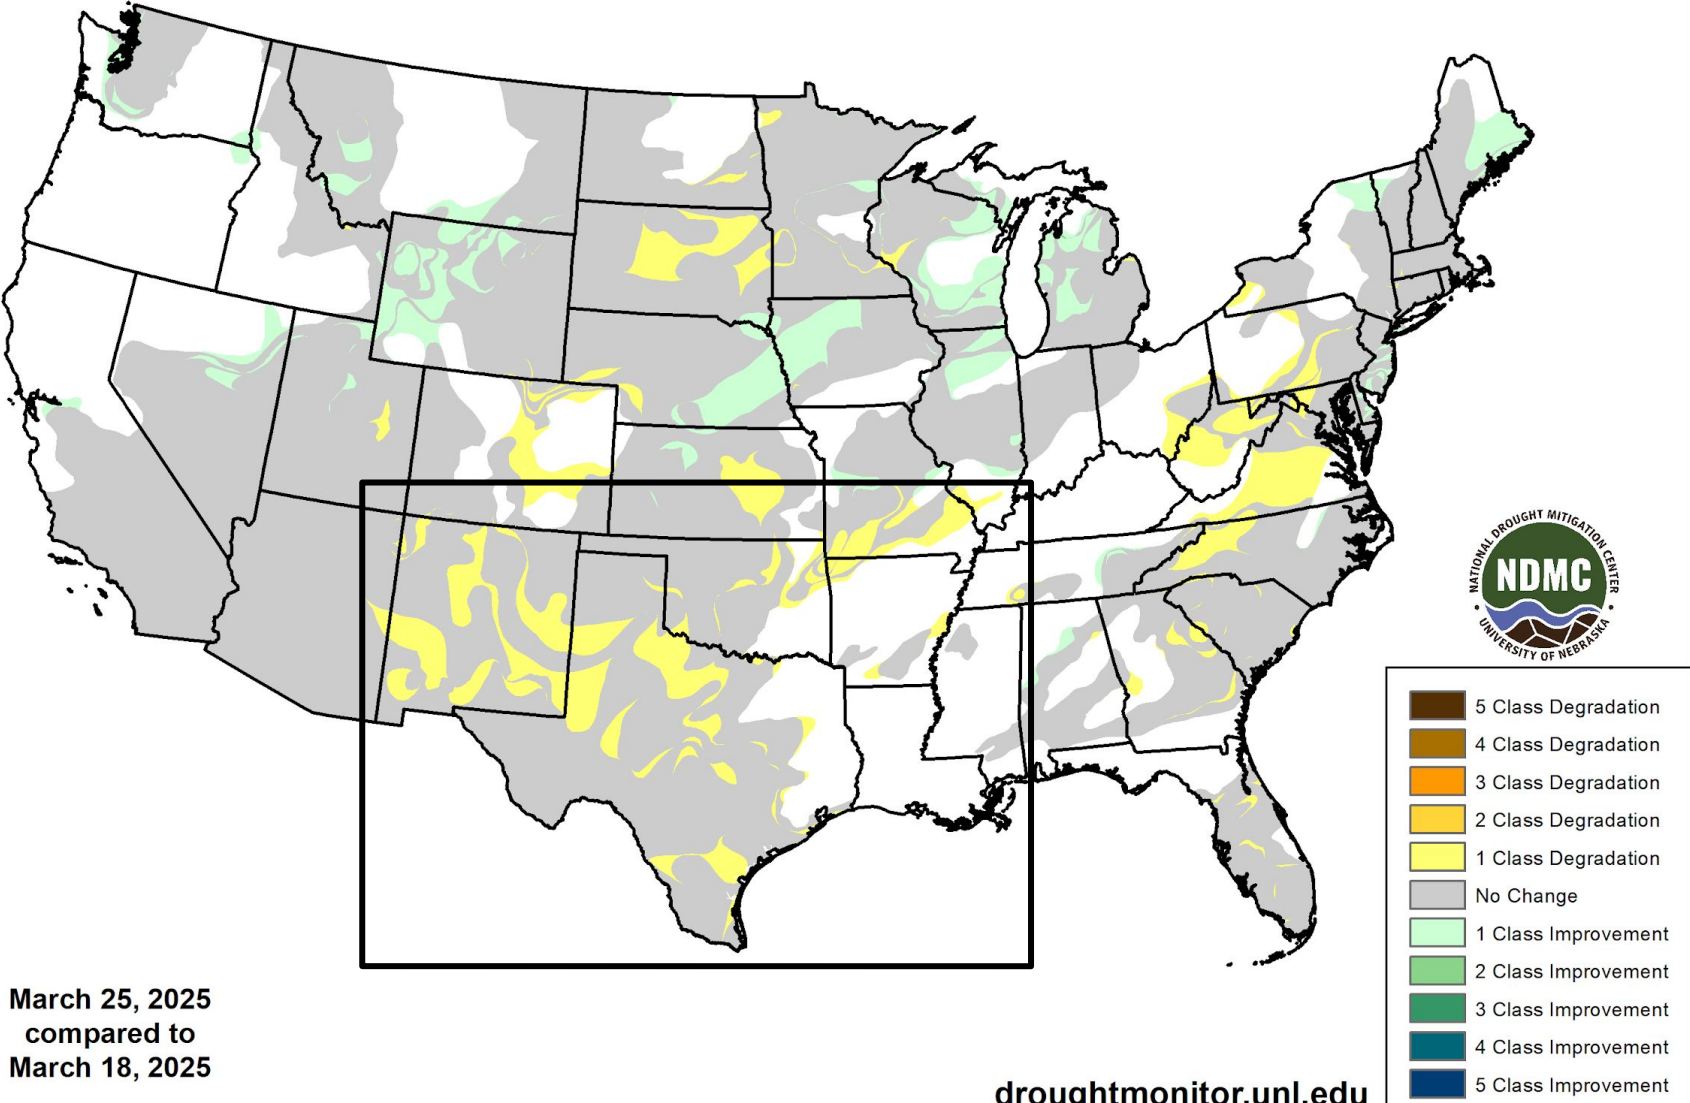 NATIONAL DROUGHT MITIGATION CENTER
NDMC
UNIVERSITY OF NEBRASKA
5 Class Degradation
4 Class Degradation
3 Class Degradation
2 Class Degradation
1 Class Degradation
No Change
1 Class Improvement
2 Class Improvement
3 Class Improvement
4 Class Improvement
5 Class Improvement
March 25, 2025
compared to
March 18, 2025
droughtmonitor.unl.edu